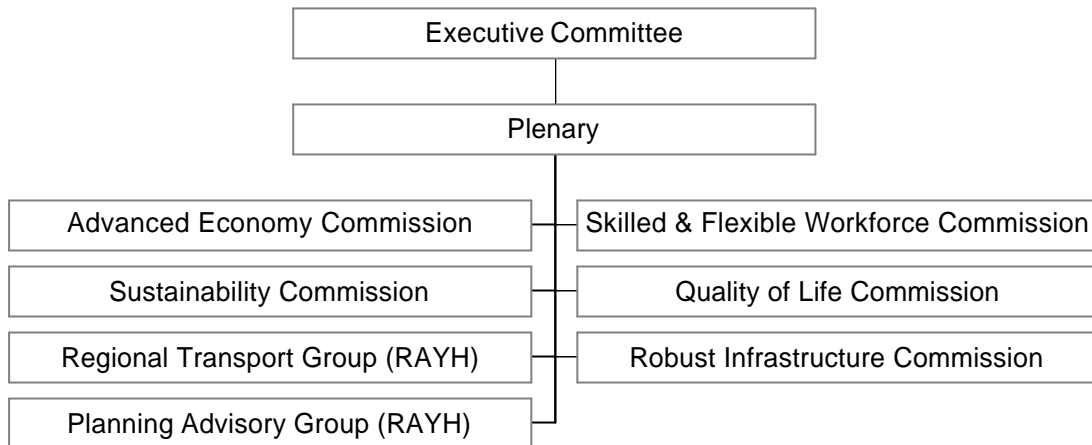 Executive Committee
Plenary
Advanced Economy Commission
Skilled & Flexible Workforce Commission
Sustainability Commission
Quality of Life Commission
Regional Transport Group (RAYH)
Robust Infrastructure Commission
Planning Advisory Group (RAYH)